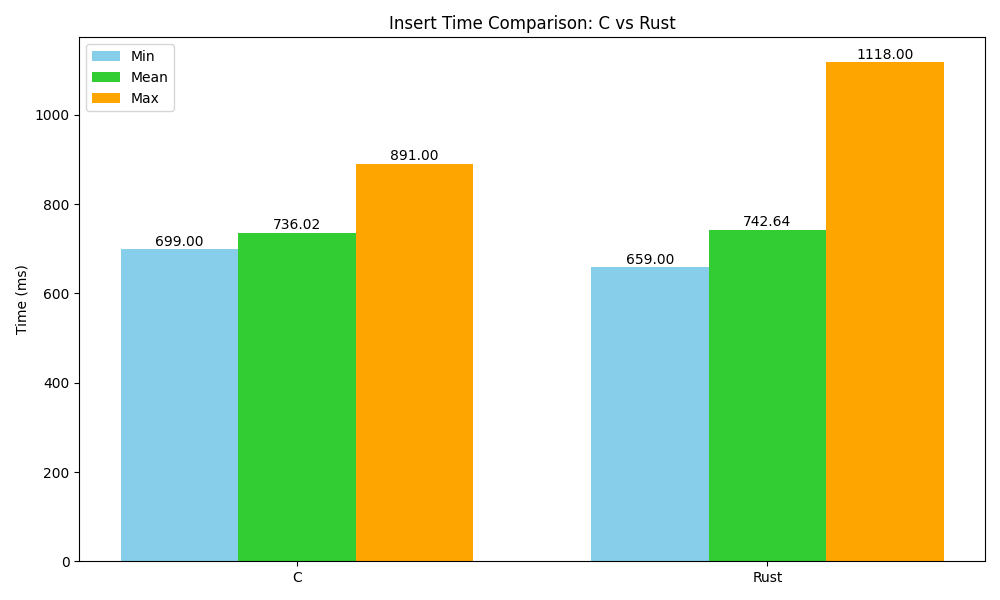 Insert Time Comparison: C vs Rust
Min
Mean
Max
Time (ms)
1000
800
600
400
200
0
699.00
736.02
891.00
659.00
742.64
1118.00
C
Rust